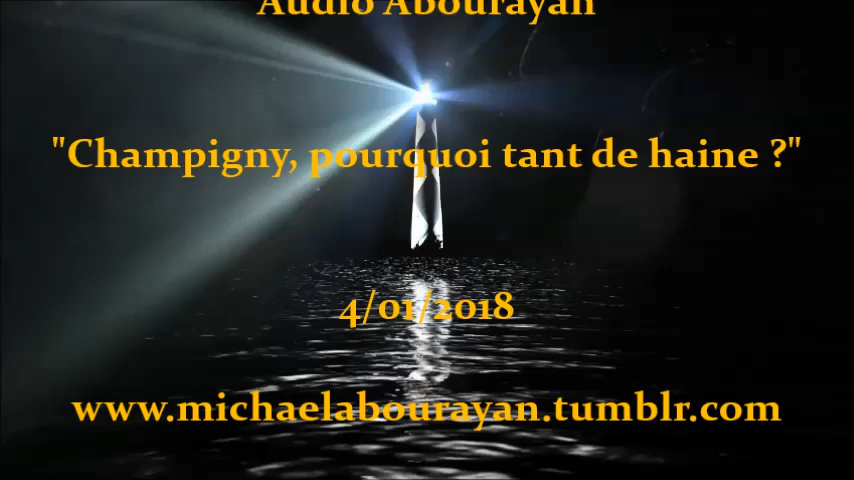 Audio Abourayan
"Champigny, pourquoi tant de haine ?"
4/01/2018
www.michaelabourayan.tumblr.com